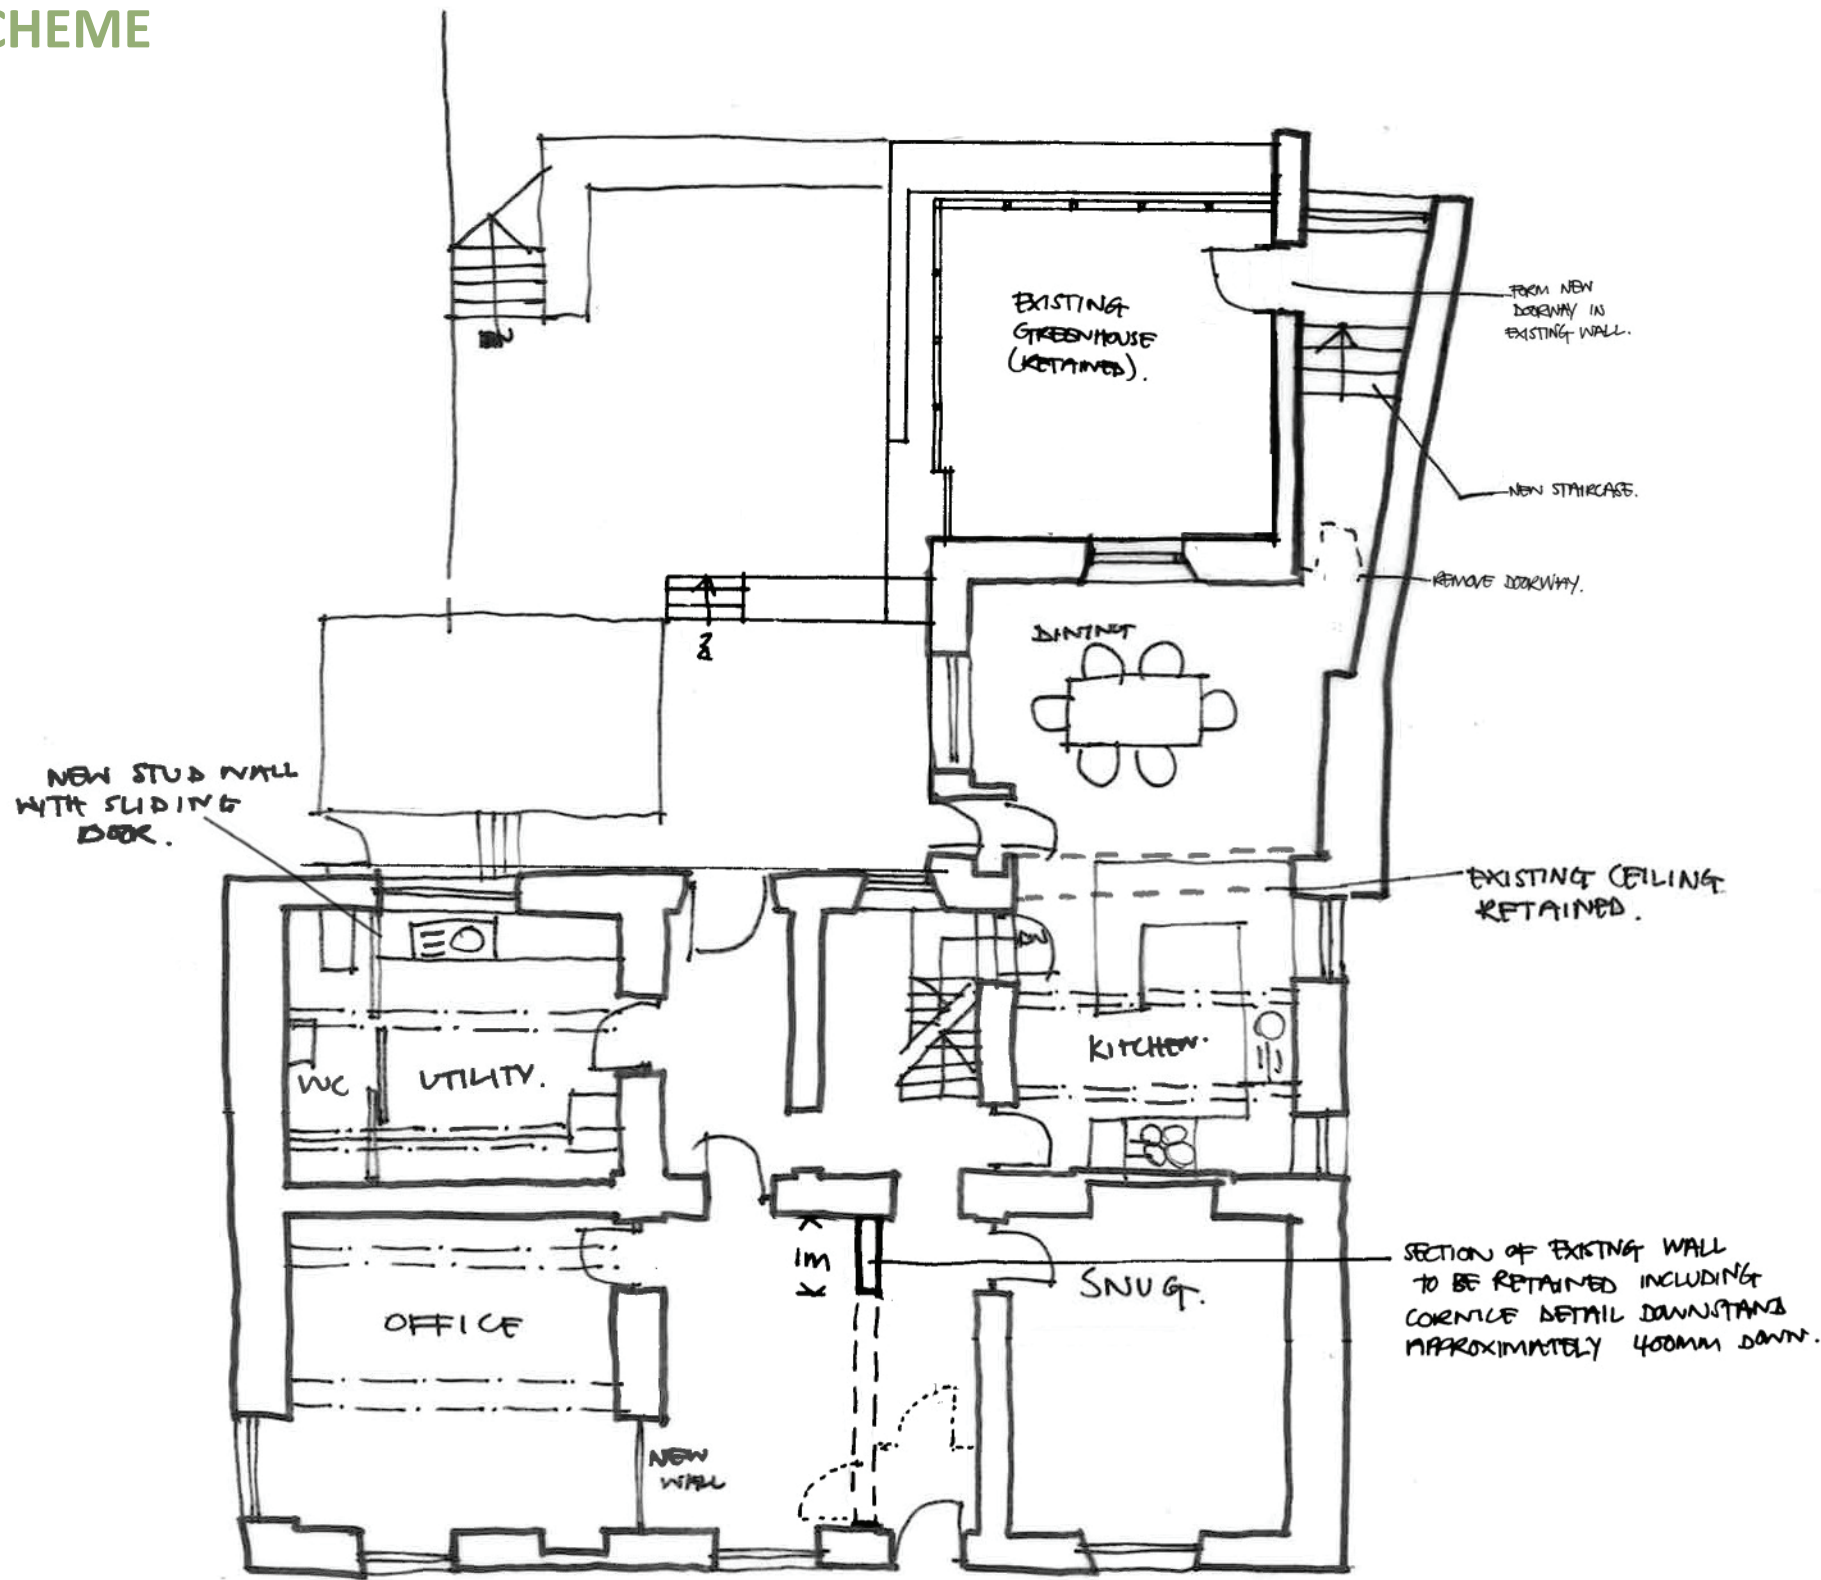 CHEME
EXISTING
GREENHOUSE
(RETAINED).
FORM NEW
DOORWAY IN
EXISTING WALL.
NEW STAIRCASE.
REMOVE DOORWAY.
DINING
NEW STUD WALL
WITH SLIDING
DOOR.
EXISTING CEILING
RETAINED.
DN
KITCHEN.
WC
UTILITY.
1m
SNUG.
SECTION OF EXISTNG WALL
TO BE RETAINED INCLUDING
CORNICE DETAIL DOWNSTAND
APPROXIMATELY 400MM DOWN.
OFFICE
NEW
WALL